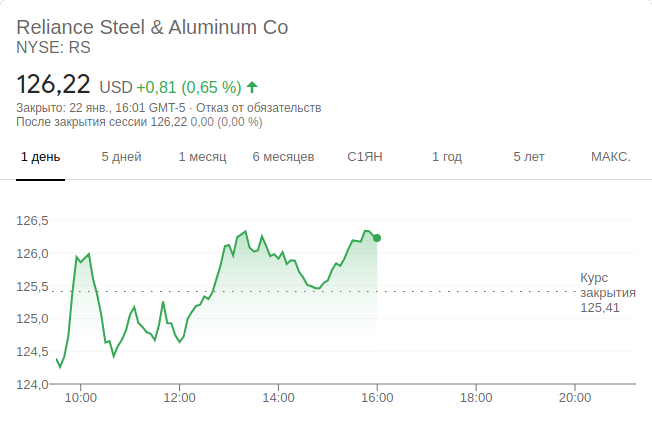 Reliance Steel & Aluminum Co
NYSE: RS
126,22 USD +0,81 (0,65 %)
Закрыто: 22 янв., 16:01 GMT-5 · Отказ от обязательств
После закрытия сессии 126,22 0,00 (0,00 %)
1 день 5 дней 1 месяц 6 месяцев С1ЯН 1 год 5 лет МАКС.
126,5
126,0
125,5
125,0
124,5
124,0
Курс
закрытия
125,41
10:00 12:00 14:00 16:00 18:00 20:00